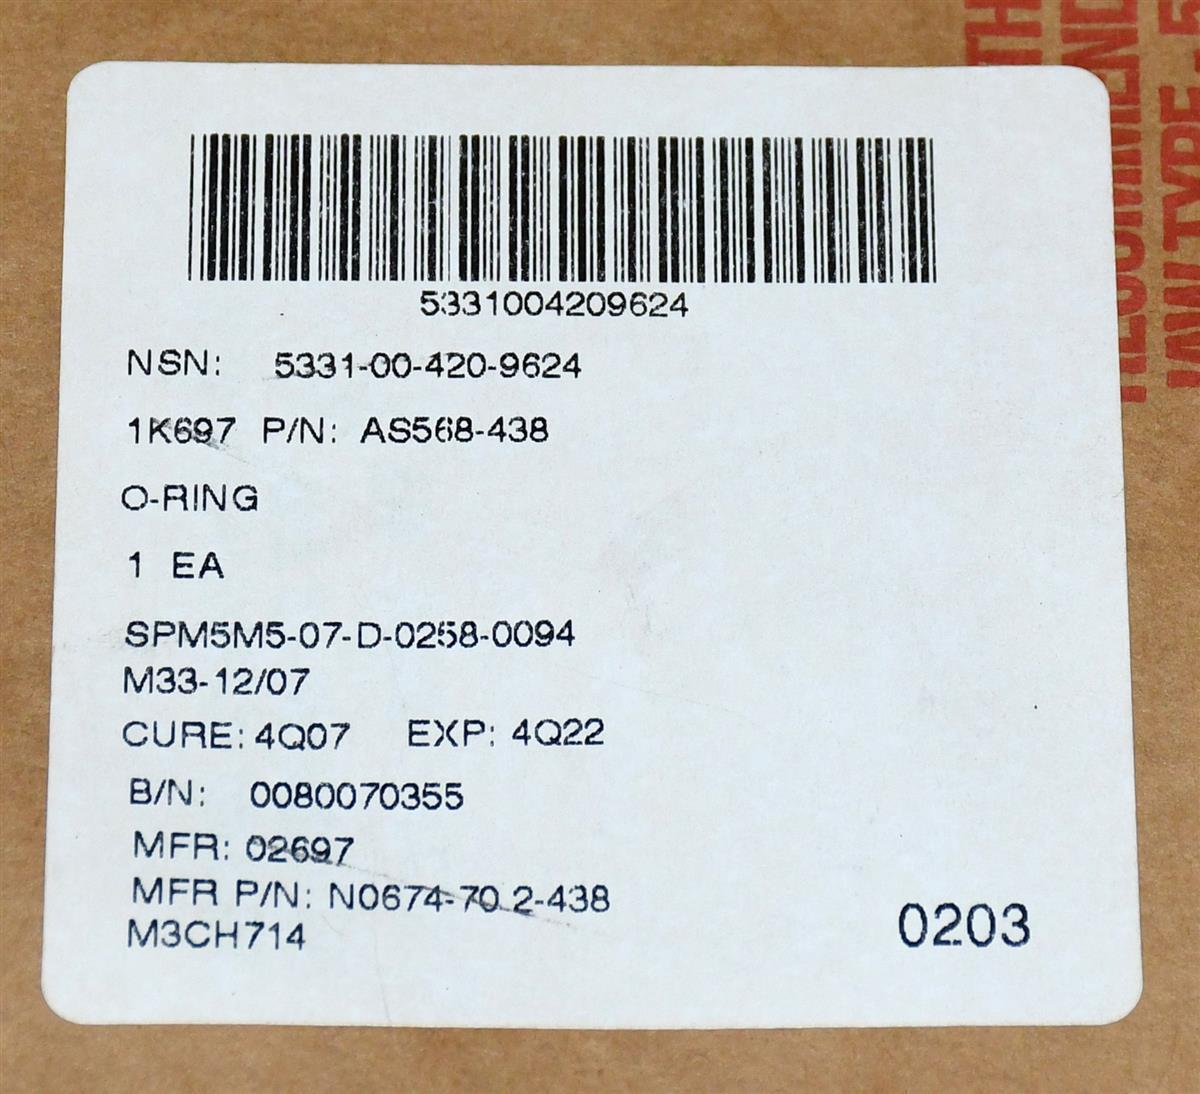 5331004209624
NSN: 5331-00-420-9624
1K697 P/N: AS568-438
O-RING
1 EA
SPM5M5-07-D-0258-0094
M33-12/07
CURE: 4Q07 EXP: 4Q22
B/N: 0080070355
MFR: 02697
MFR P/N: N0674-70 2-438
M3CH714
0203